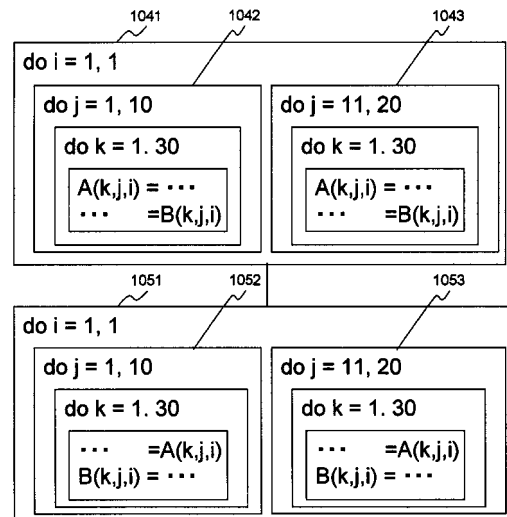 1041
1042
1043
do i = 1, 1
do j = 1, 10
do k = 1. 30
A(k,j,i) = ···
··· =B(k,j,i)
do j = 11, 20
do k = 1. 30
A(k,j,i) = ···
··· =B(k,j,i)
1051
1052
1053
do i = 1, 1
do j = 1, 10
do k = 1. 30
··· =A(k,j,i)
B(k,j,i) = ···
do j = 11, 20
do k = 1. 30
··· =A(k,j,i)
B(k,j,i) = ···